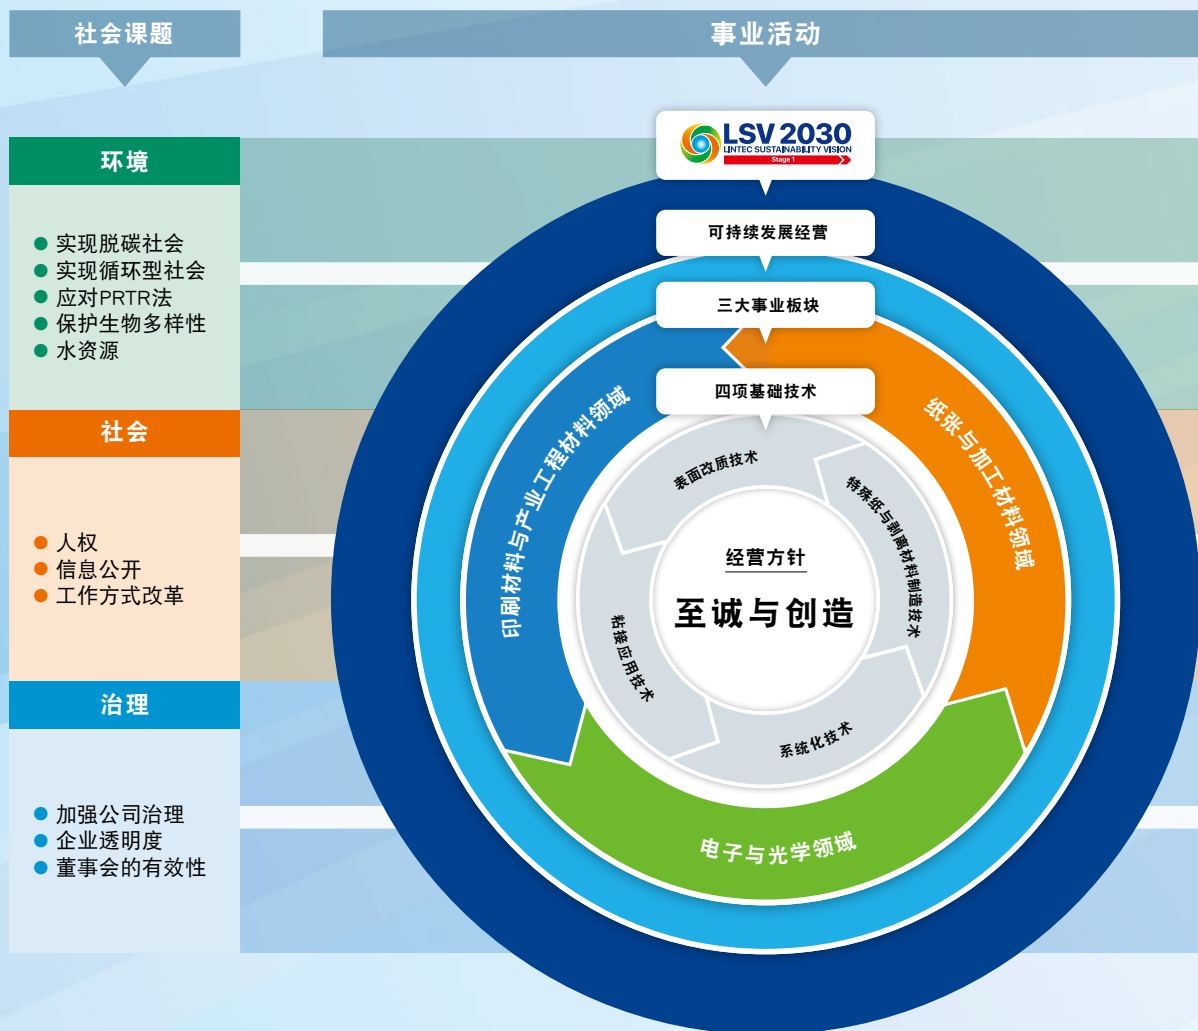 社会课题
事业活动
环境
实现脱碳社会
实现循环型社会
应对PRTR法
保护生物多样性
水资源
社会
人权
信息公开
工作方式改革
治理
加强公司治理
企业透明度
董事会的有效性
LSV 2030
LINTEC SUSTAINABILITY VISION
Stage 1
可持续发展经营
三大事业板块
四项基础技术
印刷材料与产业工程材料领域
纸张与加工材料领域
电子与光学领域
表面改质技术
特殊纸与剥离材料制造技术
粘接应用技术
系统化技术
经营方针
至诚与创造